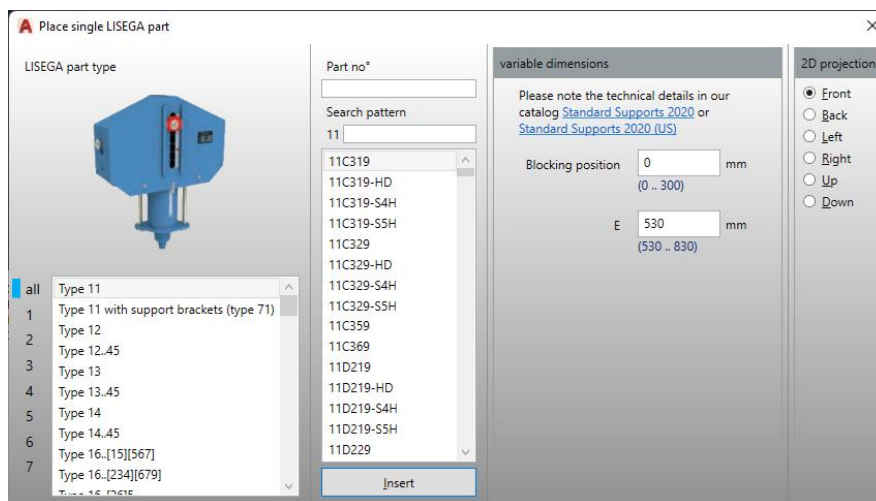 Place single LISEGA part
LISEGA part type
all
1
2
3
4
5
6
7
Type 11
Type 11 with support brackets (type 71)
Type 12
Type 12..45
Type 13
Type 13..45
Type 14
Type 14..45
Type 16..[15][567]
Type 16..[234][679]
Part no°
Search pattern
11
11C319
11C319-HD
11C319-S4H
11C319-S5H
11C329
11C329-HD
11C329-S4H
11C329-S5H
11C359
11C369
11D219
11D219-HD
11D219-S4H
11D219-S5H
11D229
Insert
variable dimensions
Please note the technical details in our
catalog Standard Supports 2020 or
Standard Supports 2020 (US)
Blocking position 0 mm
(0 .. 300)
E 530 mm
(530 .. 830)
2D projection
Front
Back
Left
Right
Up
Down